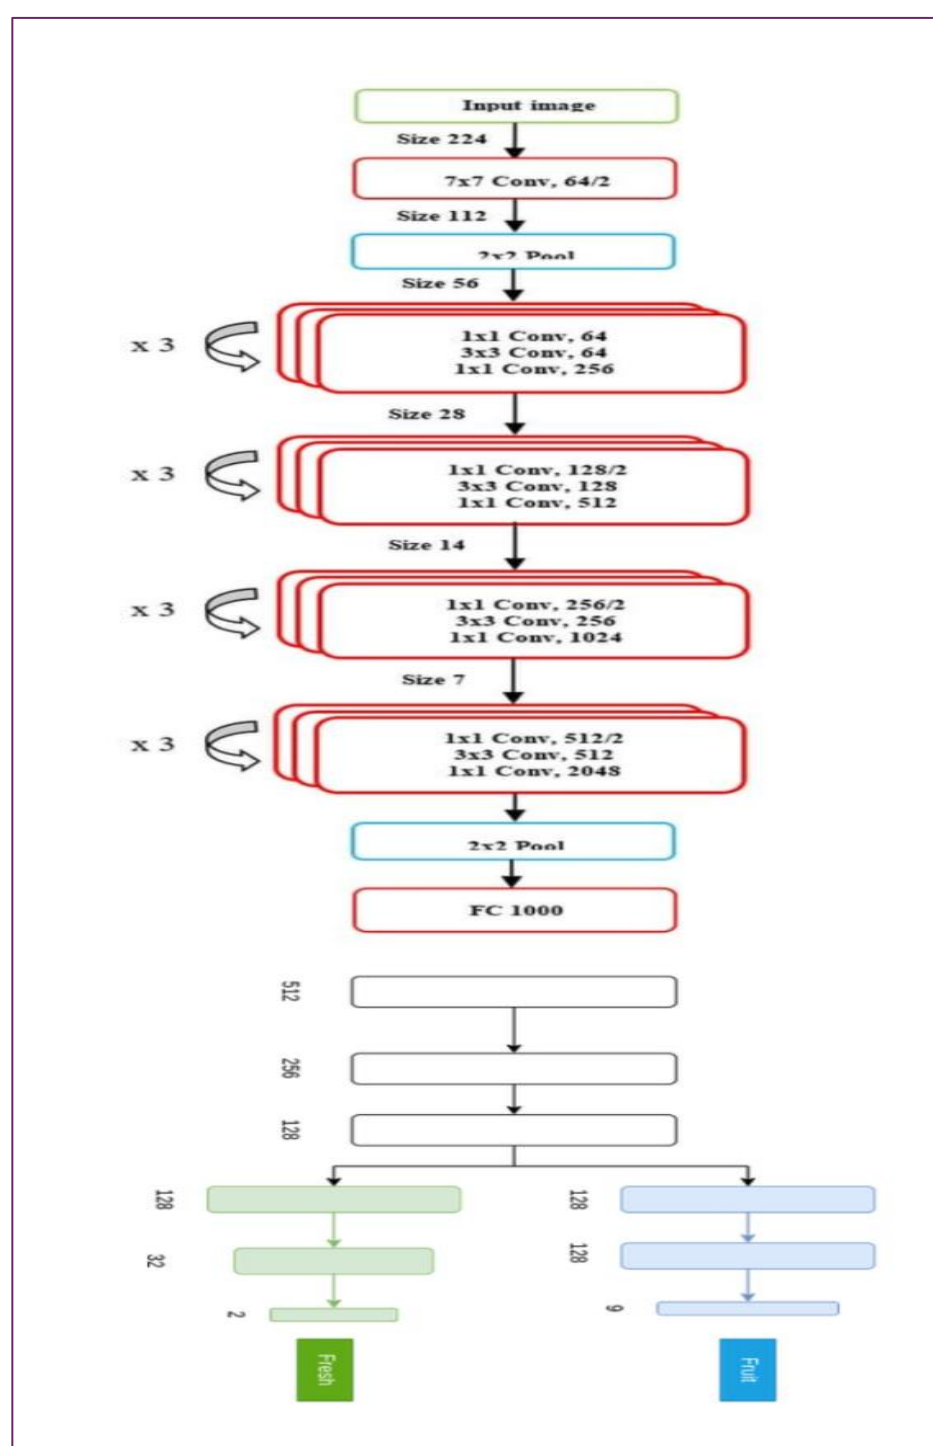 Input image
Size 224
7x7 Conv, 64/2
Size 112
2x2 Pool
Size 56
x 3
1x1 Conv, 64
3x3 Conv, 64
1x1 Conv, 256
Size 28
x 3
1x1 Conv, 128/2
3x3 Conv, 128
1x1 Conv, 512
Size 14
x 3
1x1 Conv, 256/2
3x3 Conv, 256
1x1 Conv, 1024
Size 7
x 3
1x1 Conv, 512/2
3x3 Conv, 512
1x1 Conv, 2048
2x2 Pool
FC 1000
512
256
128
128
128
32
128
2
9
Fresh
Fruit